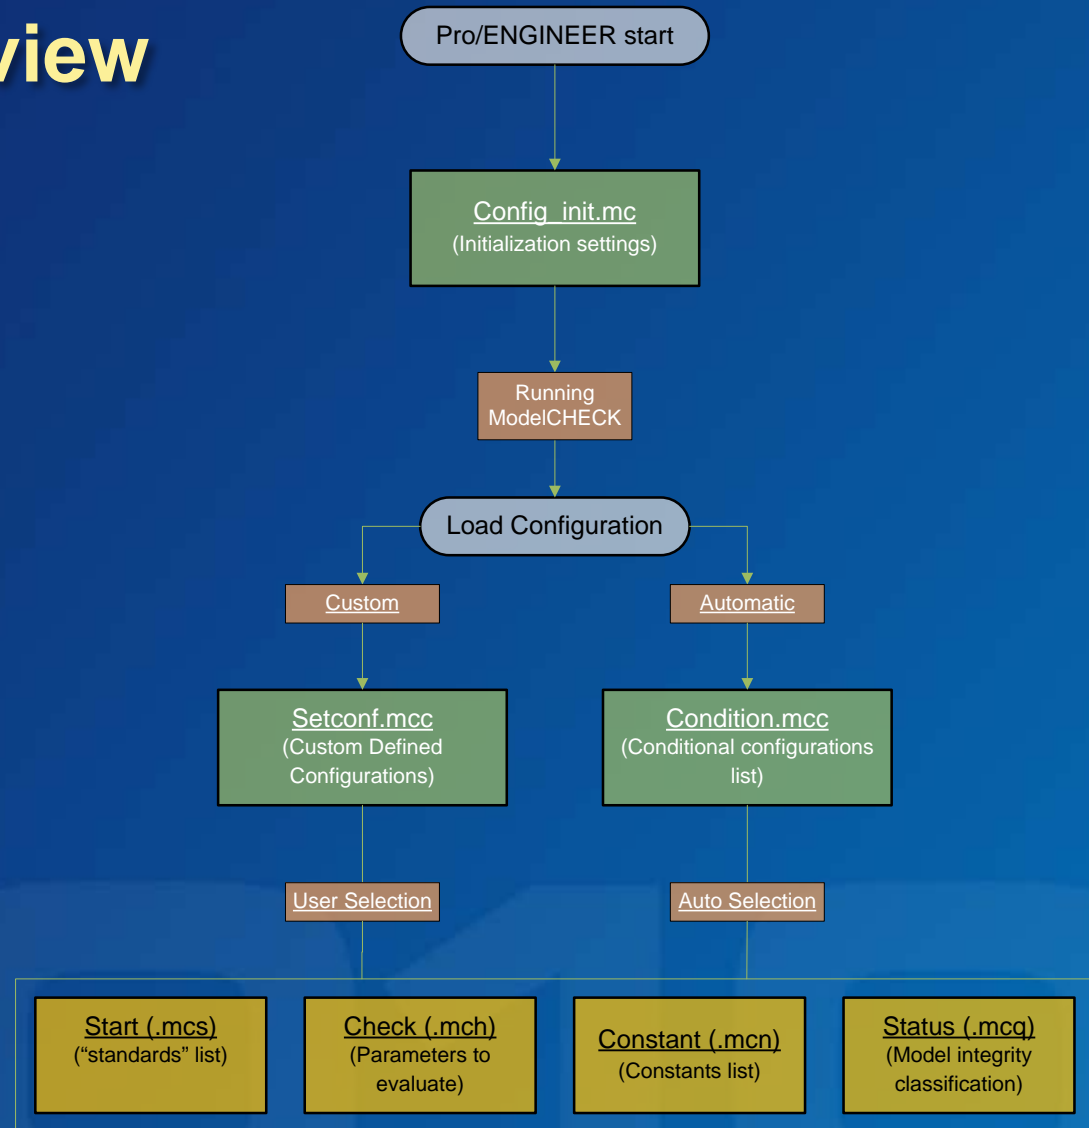 view
Pro/ENGINEER start
Config_init.mc
(Initialization settings)
Running
ModelCHECK
Load Configuration
Custom
Automatic
Setconf.mcc
(Custom Defined
Configurations)
Condition.mcc
(Conditional configurations
list)
User Selection
Auto Selection
Start (.mcs)
(“standards” list)
Check (.mch)
(Parameters to
evaluate)
Constant (.mcn)
(Constants list)
Status (.mcq)
(Model integrity
classification)